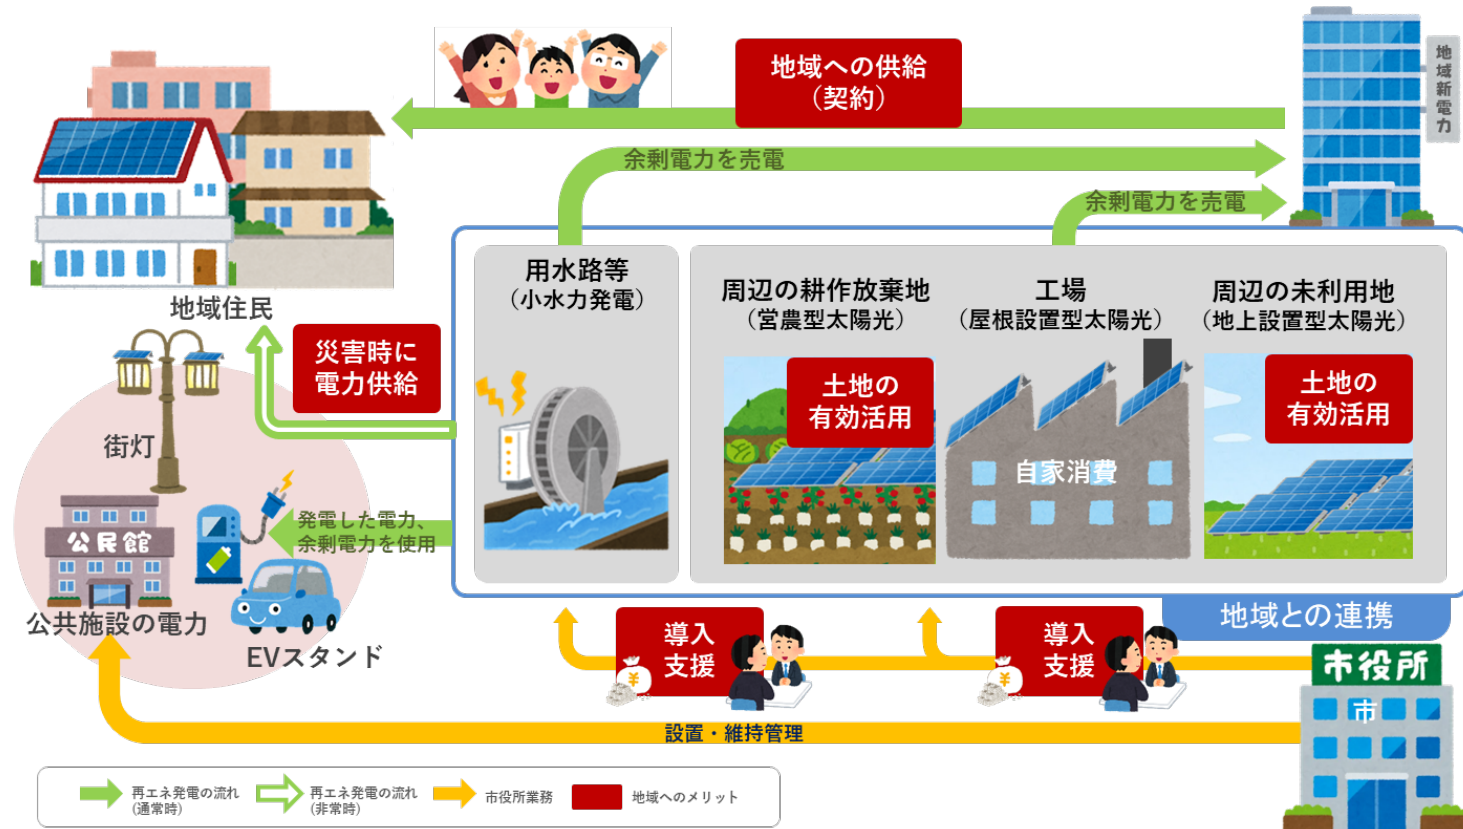 地域への供給
（契約）
地域新電力
余剰電力を売電
余剰電力を売電
地域住民
用水路等
（小水力発電）
周辺の耕作放棄地
（営農型太陽光）
工場
（屋根設置型太陽光）
周辺の未利用地
（地上設置型太陽光）
災害時に
電力供給
土地の
有効活用
土地の
有効活用
街灯
自家消費
発電した電力、
余剰電力を使用
公民館
公共施設の電力
EVスタンド
地域との連携
導入
支援
¥
導入
支援
¥
市役所
市
設置・維持管理
再エネ発電の流れ
(通常時)
再エネ発電の流れ
(非常時)
市役所業務
地域へのメリット